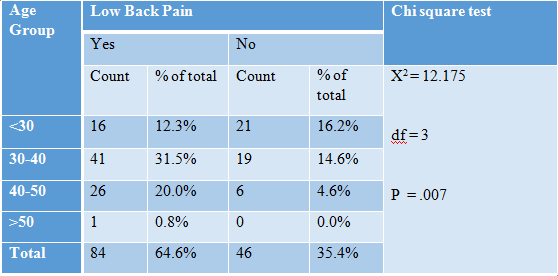 Age Group Low Back Pain Chi square test
Yes No
Count % of total Count % of total
X²= 12.175
df = 3
P =.007
<30 16 12.3% 21 16.2%
30-40 41 31.5% 19 14.6%
40-50 26 20.0% 6 4.6%
>50 1 0.8% 0 0.0%
Total 84 64.6% 46 35.4%